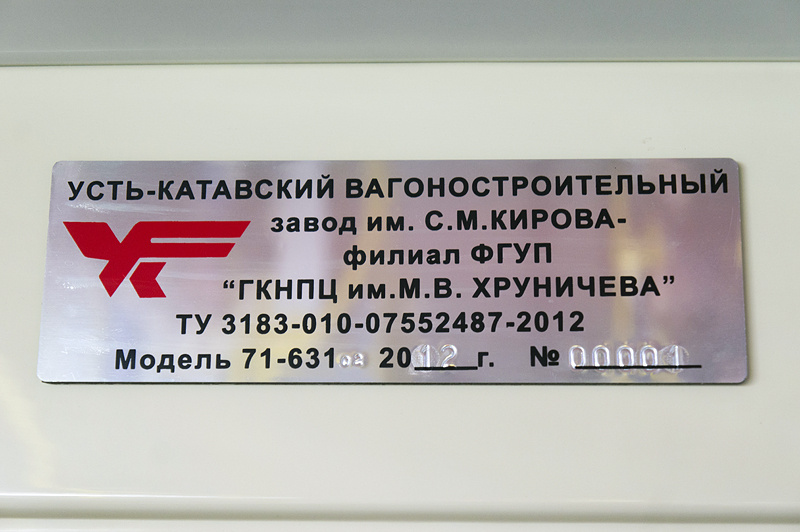 УСТЬ-КАТАВСКИЙ ВАГОНОСТРОИТЕЛЬНЫЙ
завод им. С.М.КИРОВА-
филиал ФГУП
“ГКНПЦ им.М.В. ХРУНИЧЕВА”
ТУ 3183-010-07552487-2012
Модель 71-631 2012 г. № 00001